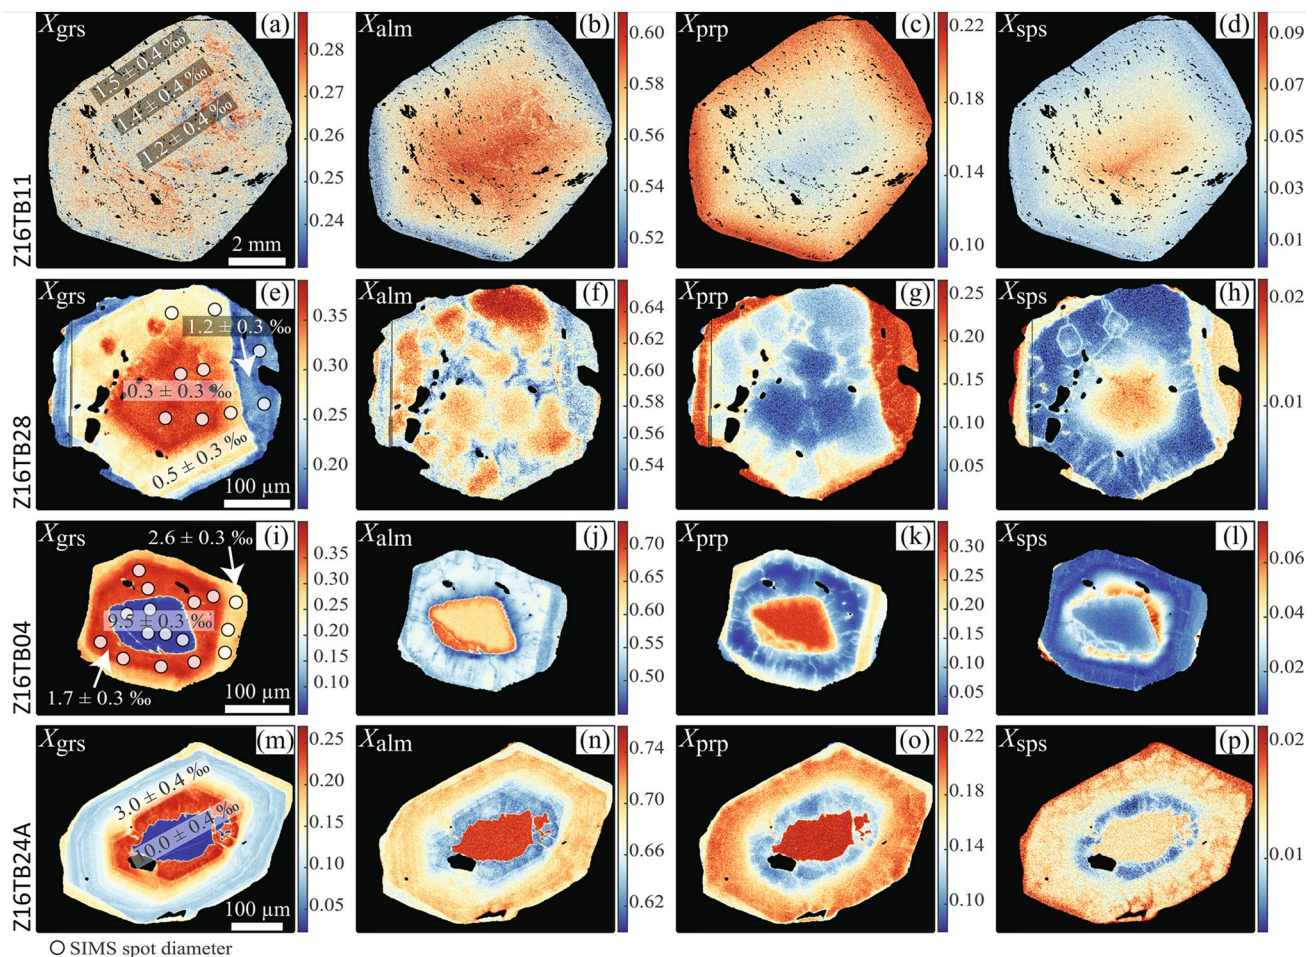 Xgrs (a) 0.28 0.27 0.26 0.25 0.24
1.5 ± 0.4 ‰
1.4 ± 0.4 ‰
1.2 ± 0.4 ‰
2 mm
Xalm (b) 0.60 0.58 0.56 0.54 0.52
Xprp (c) 0.22 0.18 0.14 0.10
Xsps (d) 0.09 0.07 0.05 0.03 0.01
Z16TB11
Xgrs (e) 0.35 0.30 0.25 0.20
1.2 ± 0.3 ‰
0.3 ± 0.3 ‰
0.5 ± 0.3 ‰
100 µm
Xalm (f) 0.64 0.62 0.60 0.58 0.56 0.54
Xprp (g) 0.25 0.20 0.15 0.10 0.05
Xsps (h) 0.02 0.01
Z16TB28
Xgrs (i) 0.35 0.30 0.25 0.20 0.15 0.10
2.6 ± 0.3 ‰
9.5 ± 0.3 ‰
1.7 ± 0.3 ‰
100 µm
Xalm (j) 0.70 0.65 0.60 0.55 0.50
Xprp (k) 0.30 0.25 0.20 0.15 0.10 0.05
Xsps (l) 0.06 0.04 0.02
Z16TB04
Xgrs (m) 0.25 0.20 0.15 0.10 0.05
3.0 ± 0.4 ‰
10.0 ± 0.4 ‰
100 µm
Xalm (n) 0.74 0.70 0.66 0.62
Xprp (o) 0.22 0.18 0.14 0.10
Xsps (p) 0.02 0.01
Z16TB24A
SIMS spot diameter